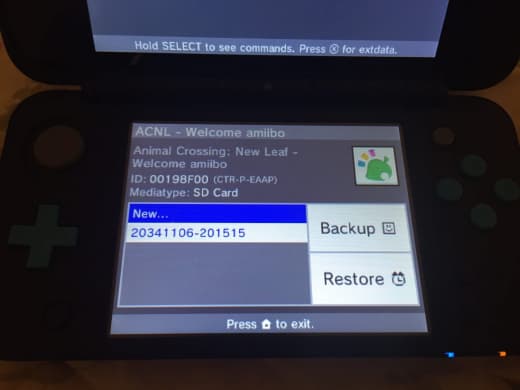 Hold SELECT to see commands. Press Ⓧ for extdata.
ACNL - Welcome amiibo
Animal Crossing: New Leaf -
Welcome amiibo
ID: 00198F00 (CTR-P-EAAP)
Mediatype: SD Card
New...
20341106-201515
Backup
Restore
Press to exit.